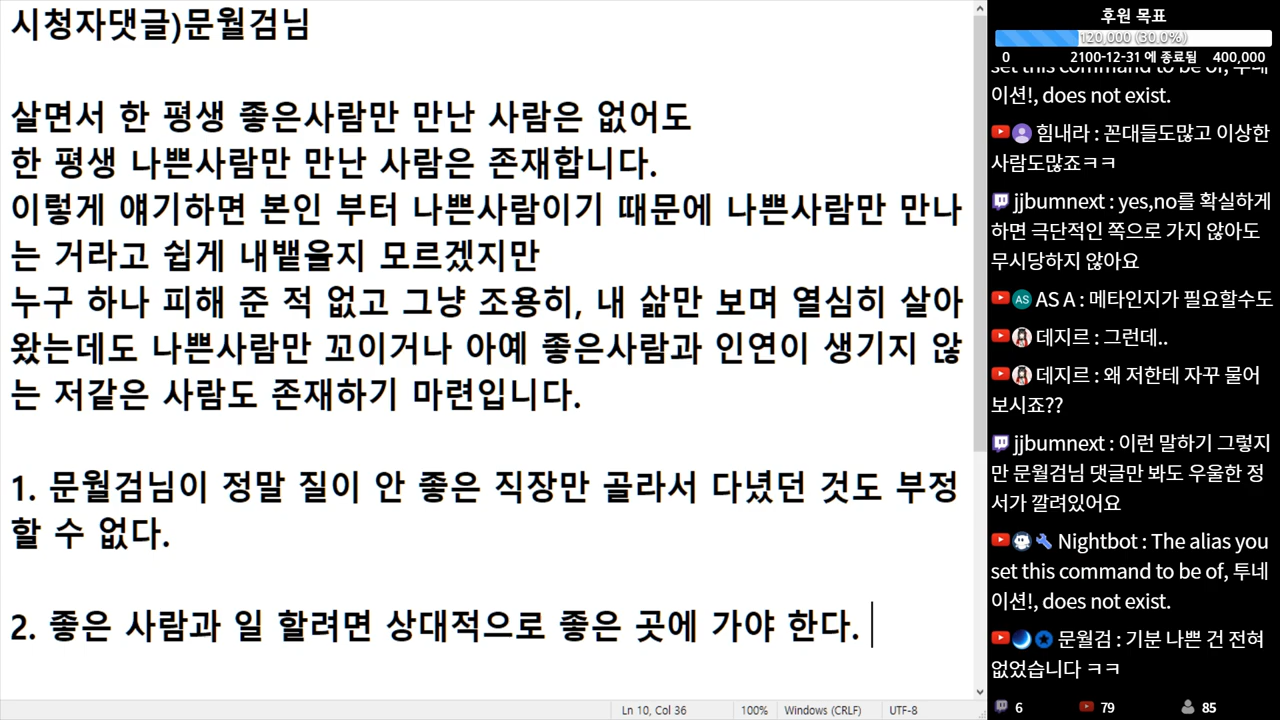 시청자댓글)문월검님
살면서 한 평생 좋은사람만 만난 사람은 없어도
한 평생 나쁜사람만 만난 사람은 존재합니다.
이렇게 얘기하면 본인 부터 나쁜사람이기 때문에 나쁜사람만 만나
는 거라고 쉽게 내뱉을지 모르겠지만
누구 하나 피해 준 적 없고 그냥 조용히, 내 삶만 보며 열심히 살아
왔는데도 나쁜사람만 꼬이거나 아예 좋은사람과 인연이 생기지 않
는 저같은 사람도 존재하기 마련입니다.
1. 문월검님이 정말 질이 안 좋은 직장만 골라서 다녔던 것도 부정
할 수 없다.
2. 좋은 사람과 일 할려면 상대적으로 좋은 곳에 가야 한다.
Ln 10, Col 36
100%
Windows (CRLF)
UTF-8
후원 목표
120,000 (30.0%)
0
2100-12-31 에 종료됨
400,000
set this command to be of, 투네
이션!, does not exist.
힘내라 : 꼰대들도많고 이상한
사람도많죠ㅋㅋ
jjbumnext : yes,no를 확실하게
하면 극단적인 쪽으로 가지 않아도
무시당하지 않아요
AS
AS A : 메타인지가 필요할수도
데지르 : 그런데..
데지르 : 왜 저한테 자꾸 물어
보시죠??
jjbumnext : 이런 말하기 그렇지
만 문월검님 댓글만 봐도 우울한 정
서가 깔려있어요
Nightbot : The alias you
set this command to be of, 투네
이션!, does not exist.
문월검 : 기분 나쁜 건 전혀
없었습니다 ㅋㅋ
6
79
85